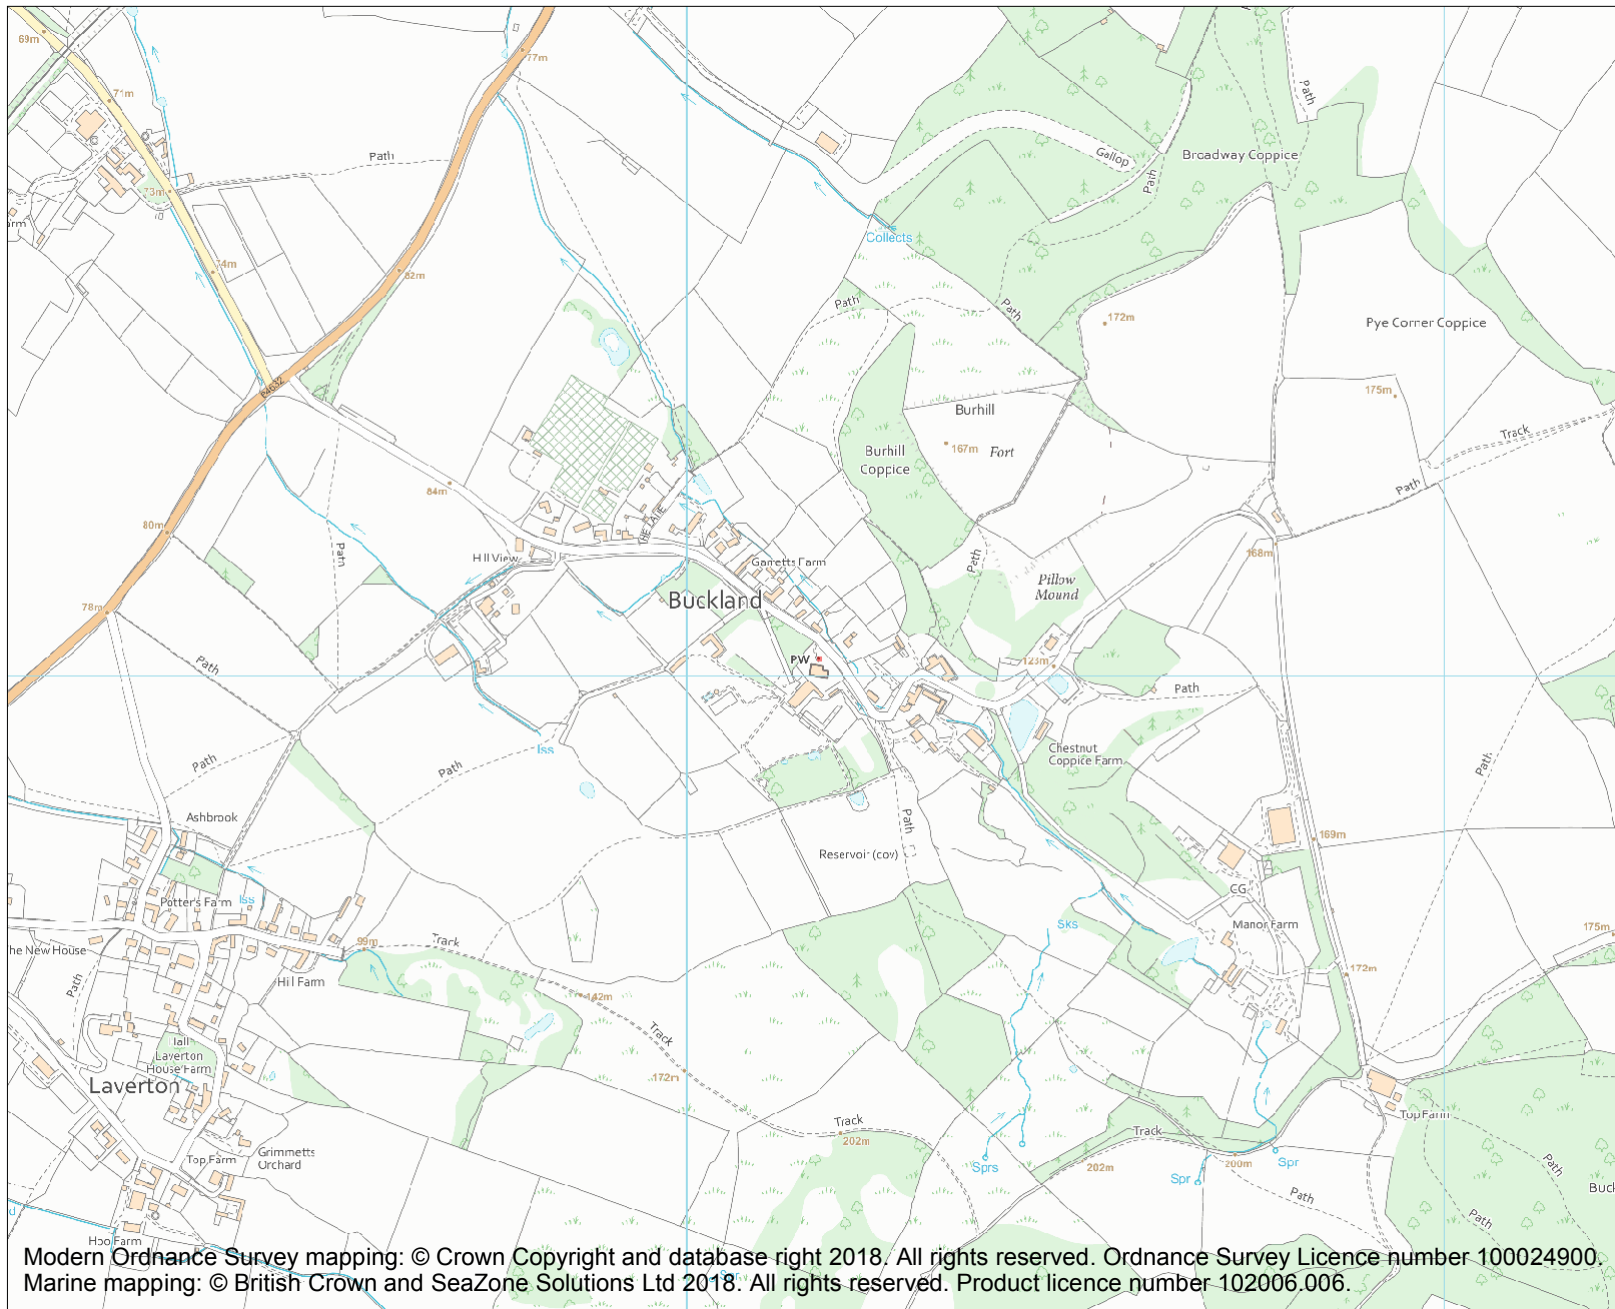 69m
77m
71m
Path
Path
Gallop
Broadway Coppice
Path
73m
Collects
74m
82m
Path
Path
172m
Pye Corner Coppice
B4632
175m
Burhill
167m
Fort
Track
Burhill
Coppice
Path
84m
THE LANE
80m
Path
Hill View
Garretts Farm
Path
168m
Pillow
Mound
Buckland
78m
PW
123m
Path
Path
Path
Iss
Path
Chestnut
Coppice Farm
Path
Ashbrook
Path
169m
Reservoir (cov)
CG
Potter's Farm
Iss
Sks
Manor Farm
The New House
99m
Track
175m
172m
Path
Hill Farm
142m
Track
Hall
Laverton
House Farm
Laverton
172m
Top Farm
Track
202m
Track
Grimmetts
Orchard
Top Farm
Sprs
202m
Spr
200m
Spr
Path
Path
Path
Hoo Farm
Spr
Modern Ordnance Survey mapping: © Crown Copyright and database right 2018. All rights reserved. Ordnance Survey Licence number 100024900.
Marine mapping: © British Crown and SeaZone Solutions Ltd 2018. All rights reserved. Product licence number 102006.006.